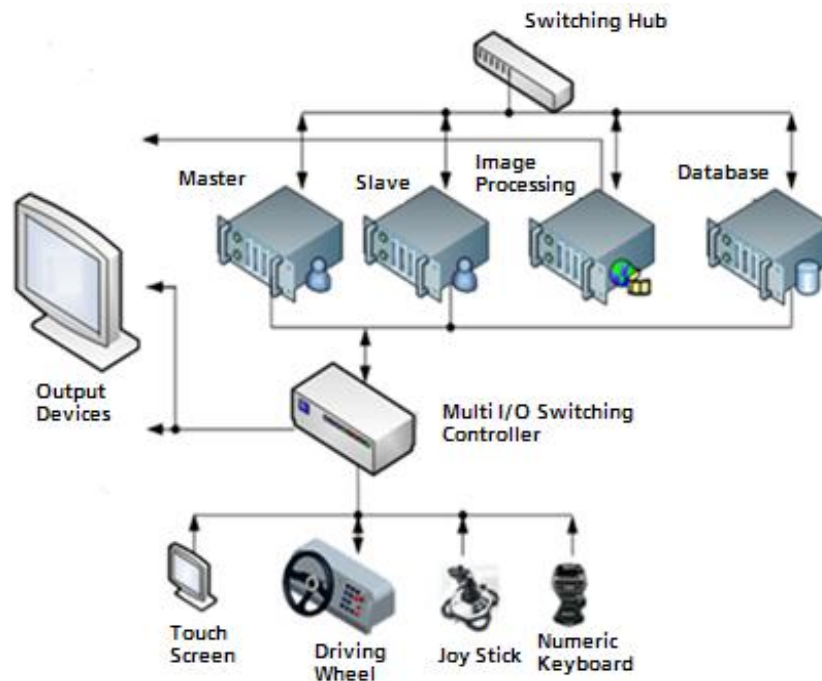 Switching Hub
Master
Slave
Image
Processing
Database
Output
Devices
Multi I/O Switching
Controller
Touch
Screen
Driving
Wheel
Joy Stick
Numeric
Keyboard